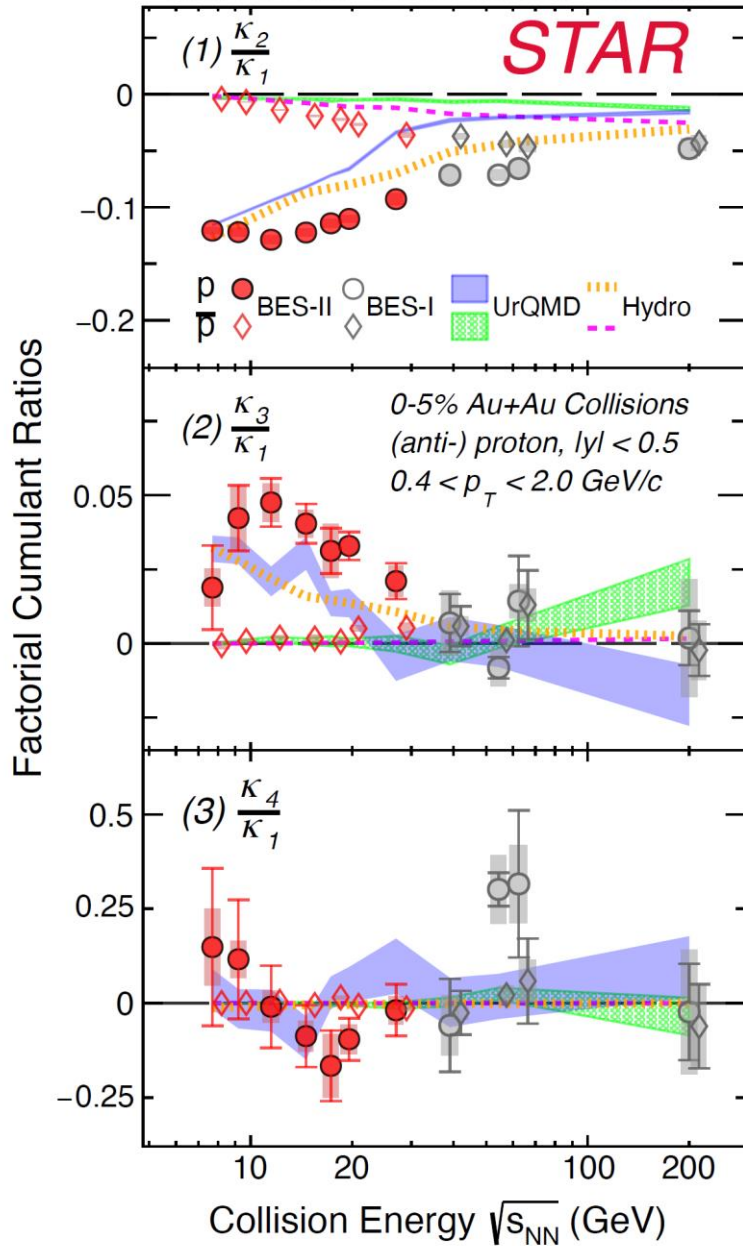 STAR
(1) κ2/κ1
0
−0.1
−0.2
p BES-II BES-I UrQMD Hydro
p̅
(2) κ3/κ1
0-5% Au+Au Collisions
(anti-) proton, |y| < 0.5
0.4 < pT < 2.0 GeV/c
0.05
0
Factorial Cumulant Ratios
(3) κ4/κ1
0.5
0.25
0
−0.25
10 20 100 200
Collision Energy √sNN (GeV)